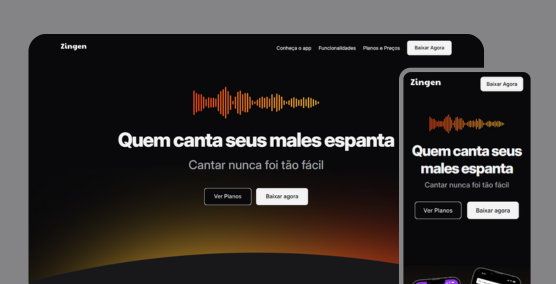 Zingen
Conheça o app Funcionalidades Planos e Preços Baixar Agora
Quem canta seus males espanta
Cantar nunca foi tão fácil
Ver Planos Baixar agora
Zingen Baixar Agora
Quem canta seus
males espanta
Cantar nunca foi tão fácil
Ver Planos Baixar agora